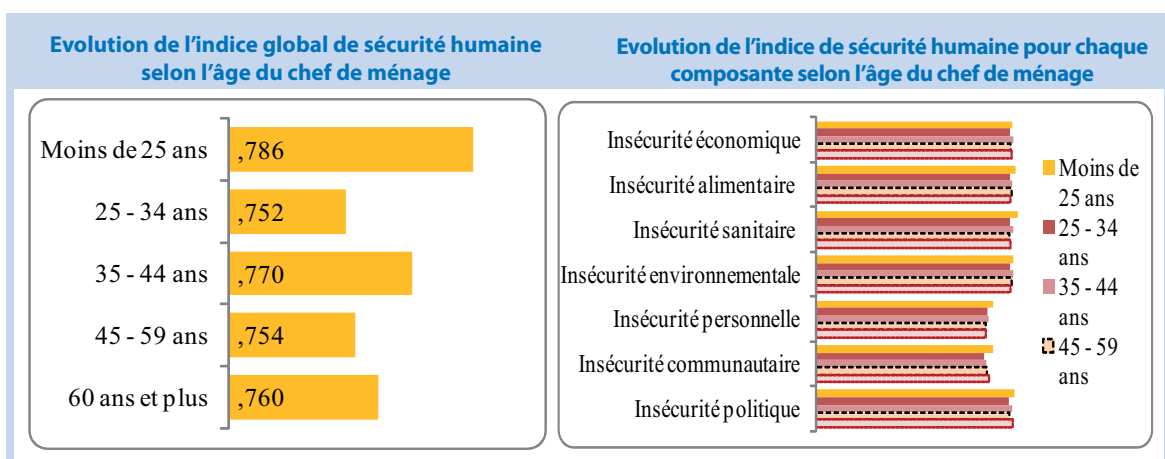 Evolution de l'indice global de sécurité humaine
selon l'âge du chef de ménage
Moins de 25 ans ,786
25 - 34 ans ,752
35 - 44 ans ,770
45 - 59 ans ,754
60 ans et plus ,760
Evolution de l'indice de sécurité humaine pour chaque
composante selon l'âge du chef de ménage
Insécurité économique
Insécurité alimentaire
Insécurité sanitaire
Insécurité environnementale
Insécurité personnelle
Insécurité communautaire
Insécurité politique
Moins de
25 ans
25 - 34
ans
35 - 44
ans
45 - 59
ans